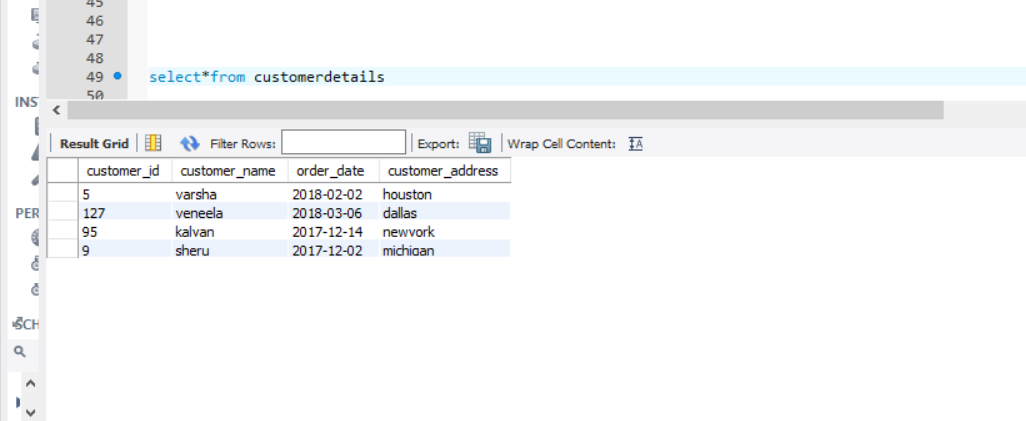 45
46
47
48
49 select*from customerdetails
50
INS
Result Grid Filter Rows: Export: Wrap Cell Content: IA
customer_id customer_name order_date customer_address
5 varsha 2018-02-02 houston
127 veneela 2018-03-06 dallas
PER
95 kalyan 2017-12-14 newyork
9 sheru 2017-12-02 michigan
SCH